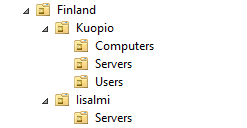 Finland
Kuopio
Computers
Servers
Users
Iisalmi
Servers